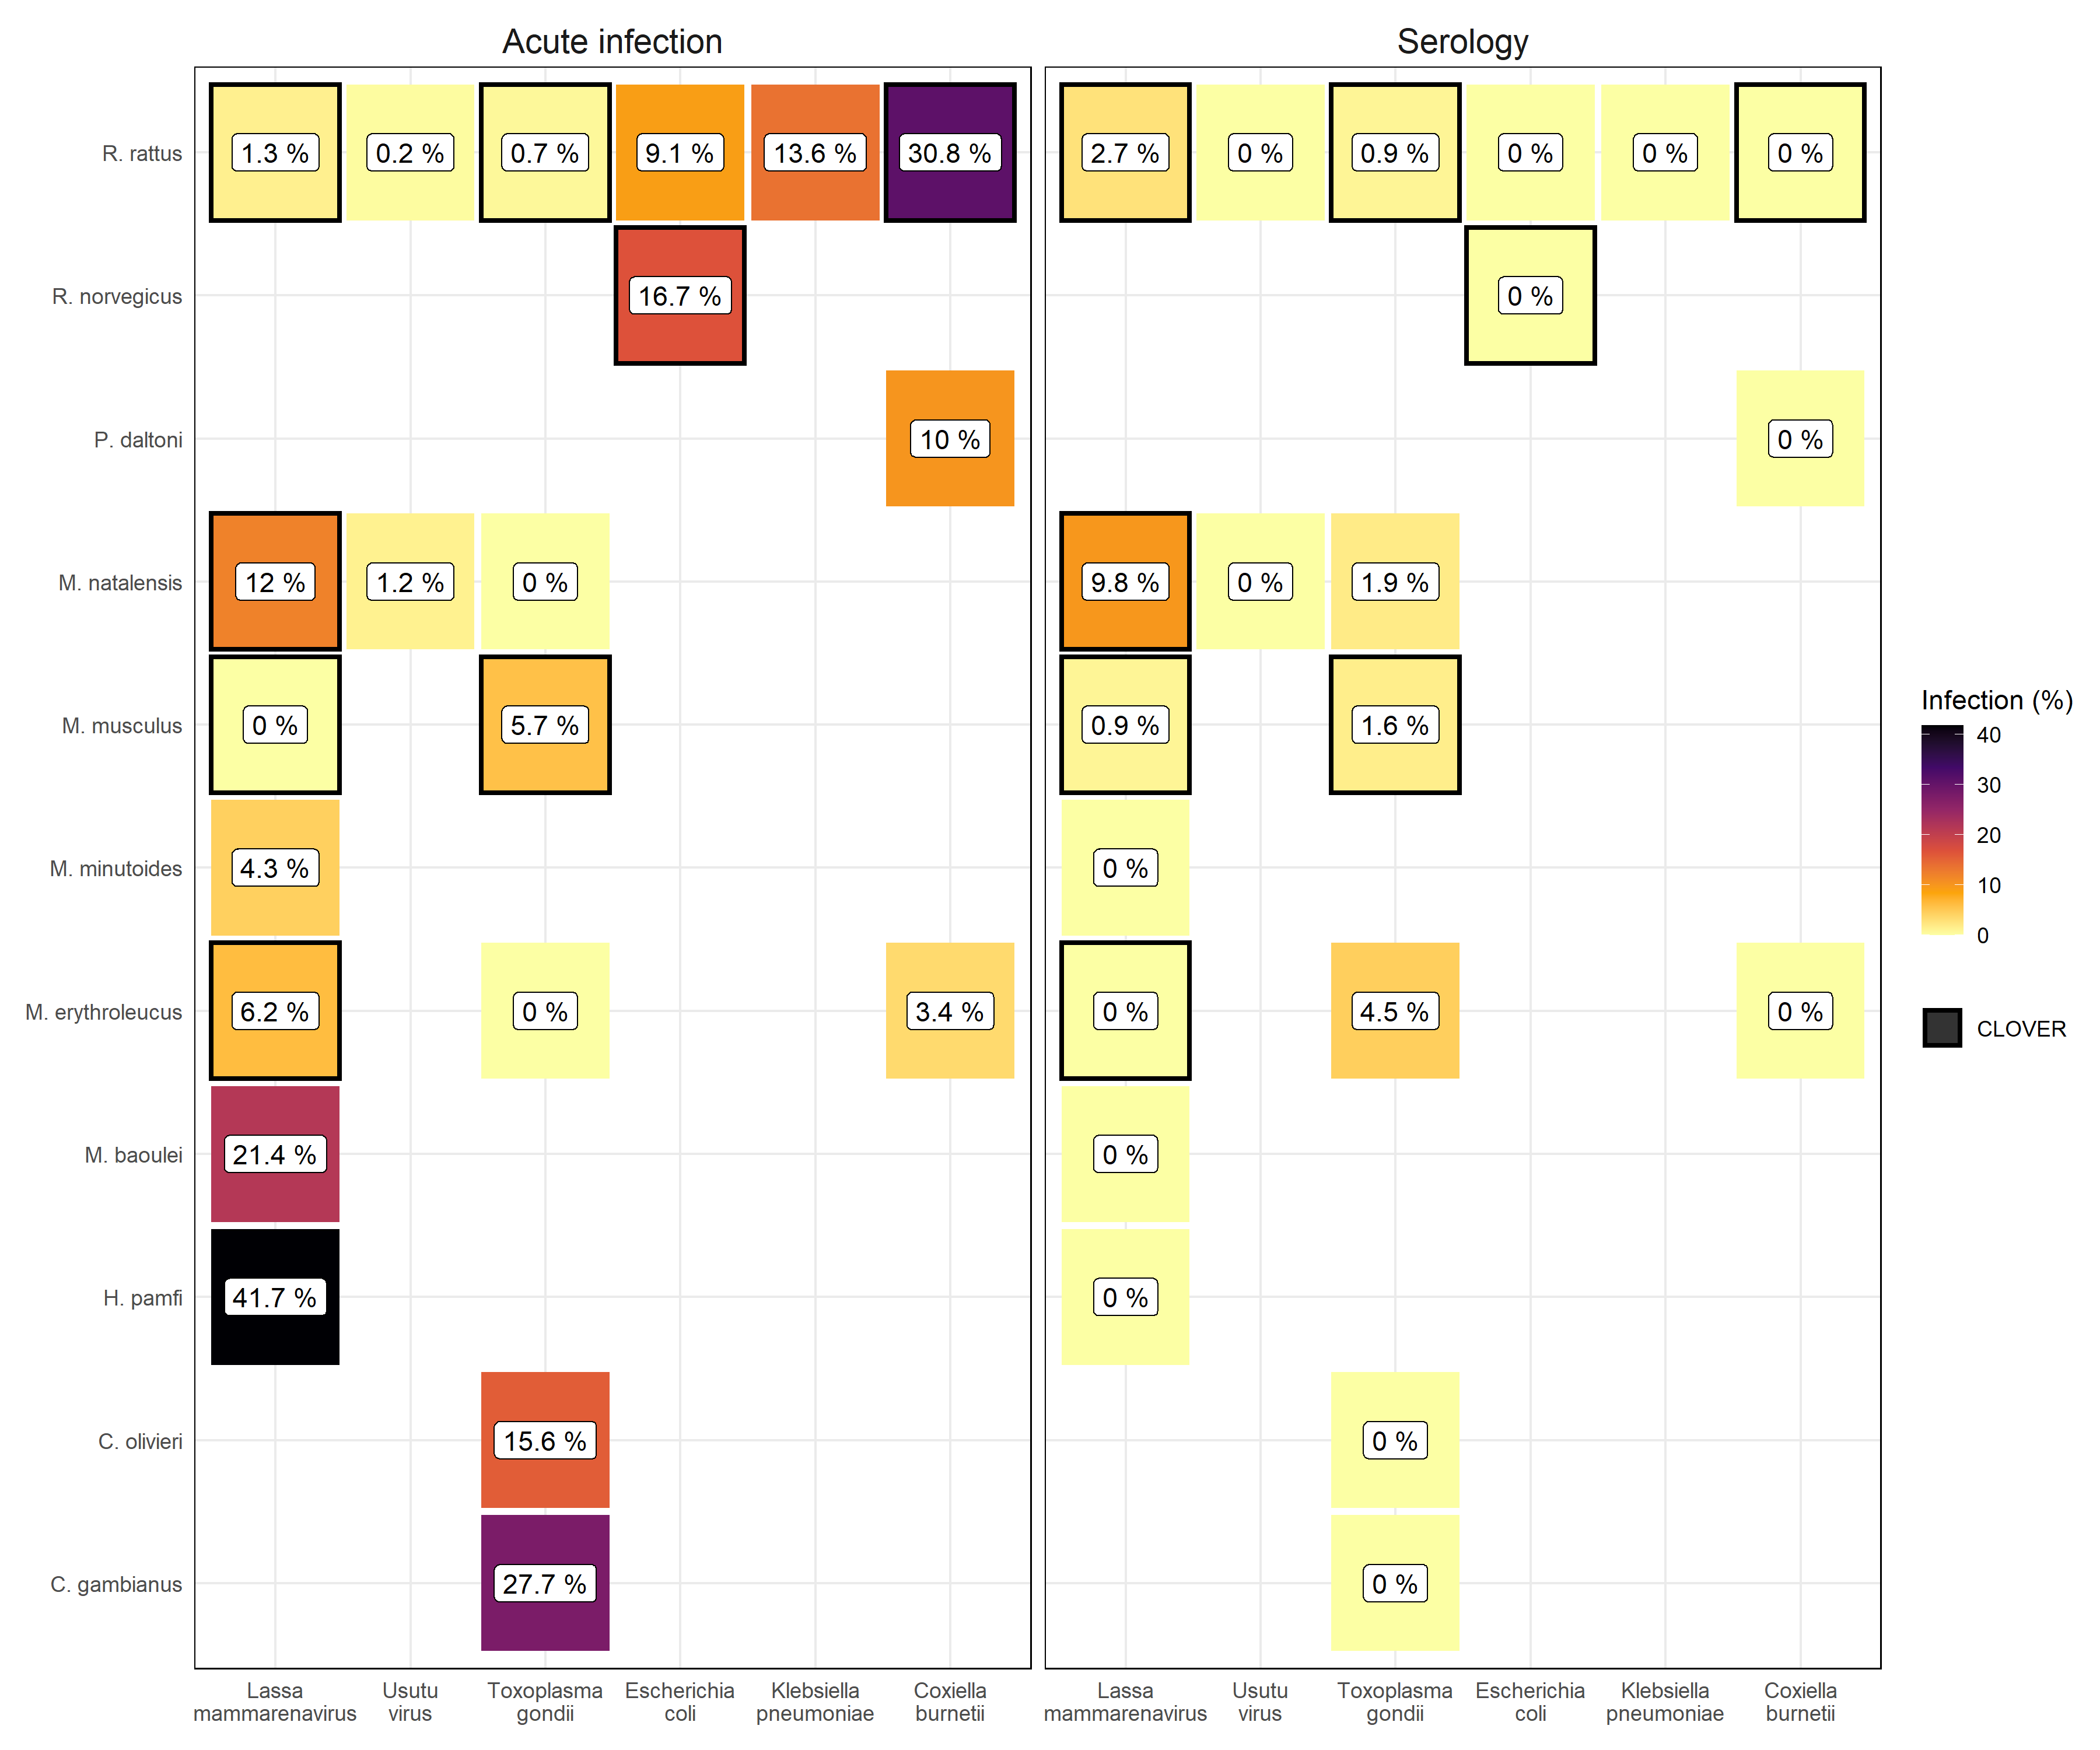 Acute infection Serology
R. rattus 1.3 % 0.2 % 0.7 % 9.1 % 13.6 % 30.8 % 2.7 % 0 % 0.9 % 0 % 0 % 0 %
R. norvegicus 16.7 % 0 %
P. daltoni 10 % 0 %
M. natalensis 12 % 1.2 % 0 % 9.8 % 0 % 1.9 %
M. musculus 0 % 5.7 % 0.9 % 1.6 %
M. minutoides 4.3 % 0 %
M. erythroleucus 6.2 % 0 % 3.4 % 0 % 4.5 % 0 %
M. baoulei 21.4 % 0 %
H. pamfi 41.7 % 0 %
C. olivieri 15.6 % 0 %
C. gambianus 27.7 % 0 %
Lassa Usutu Toxoplasma Escherichia Klebsiella Coxiella Lassa Usutu Toxoplasma Escherichia Klebsiella Coxiella
mammarenavirus virus gondii coli pneumoniae burnetii mammarenavirus virus gondii coli pneumoniae burnetii
Infection (%)
40
30
20
10
0
CLOVER